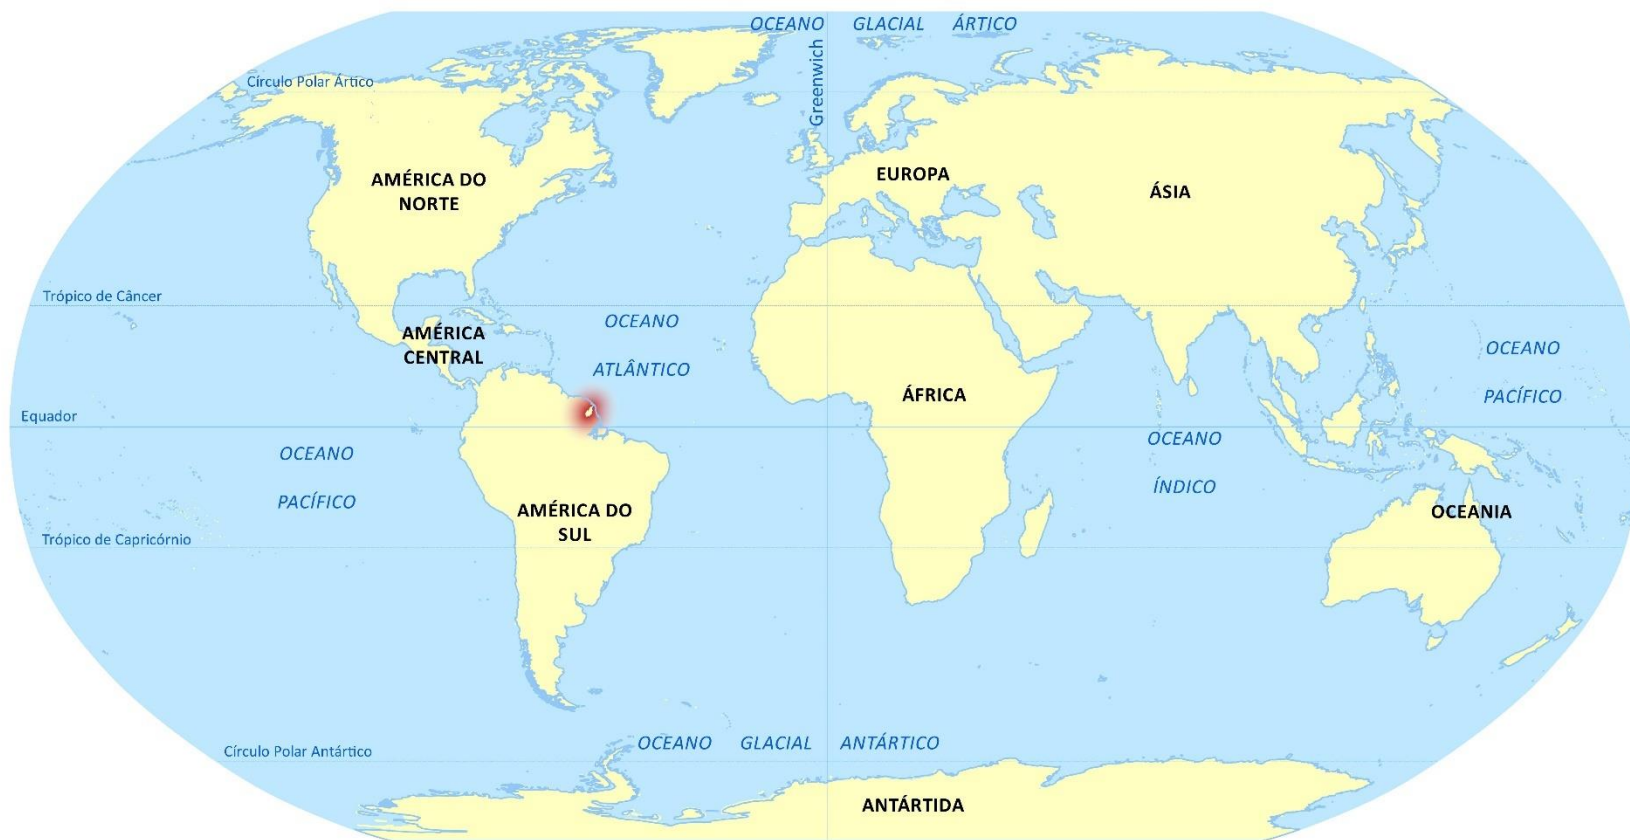 OCEANO GLACIAL ÁRTICO
Greenwich
Círculo Polar Ártico
AMÉRICA DO
NORTE
EUROPA
ÁSIA
Trópico de Câncer
AMÉRICA
CENTRAL
OCEANO
ATLÂNTICO
ÁFRICA
OCEANO
PACÍFICO
Equador
OCEANO
PACÍFICO
OCEANO
ÍNDICO
AMÉRICA DO
SUL
OCEANIA
Trópico de Capricórnio
Círculo Polar Antártico
OCEANO GLACIAL ANTÁRTICO
ANTÁRTIDA